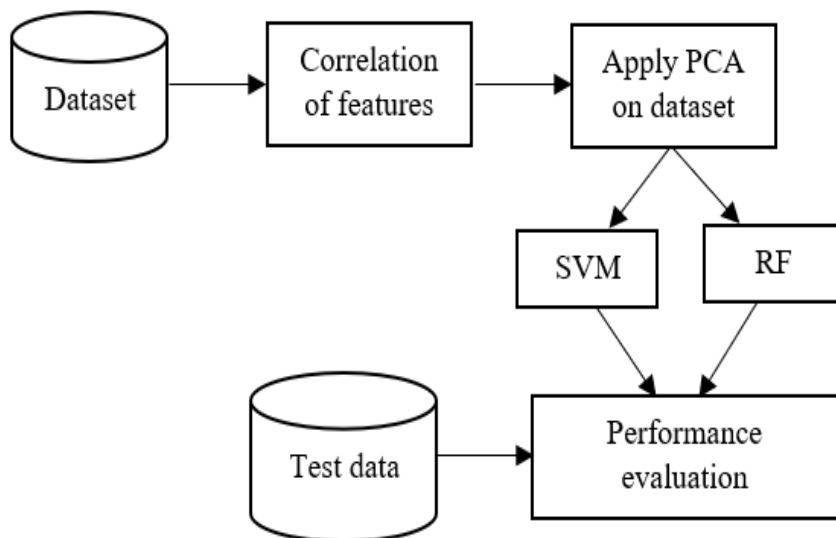 Dataset
Correlation
of features
Apply PCA
on dataset
SVM
RF
Test data
Performance
evaluation